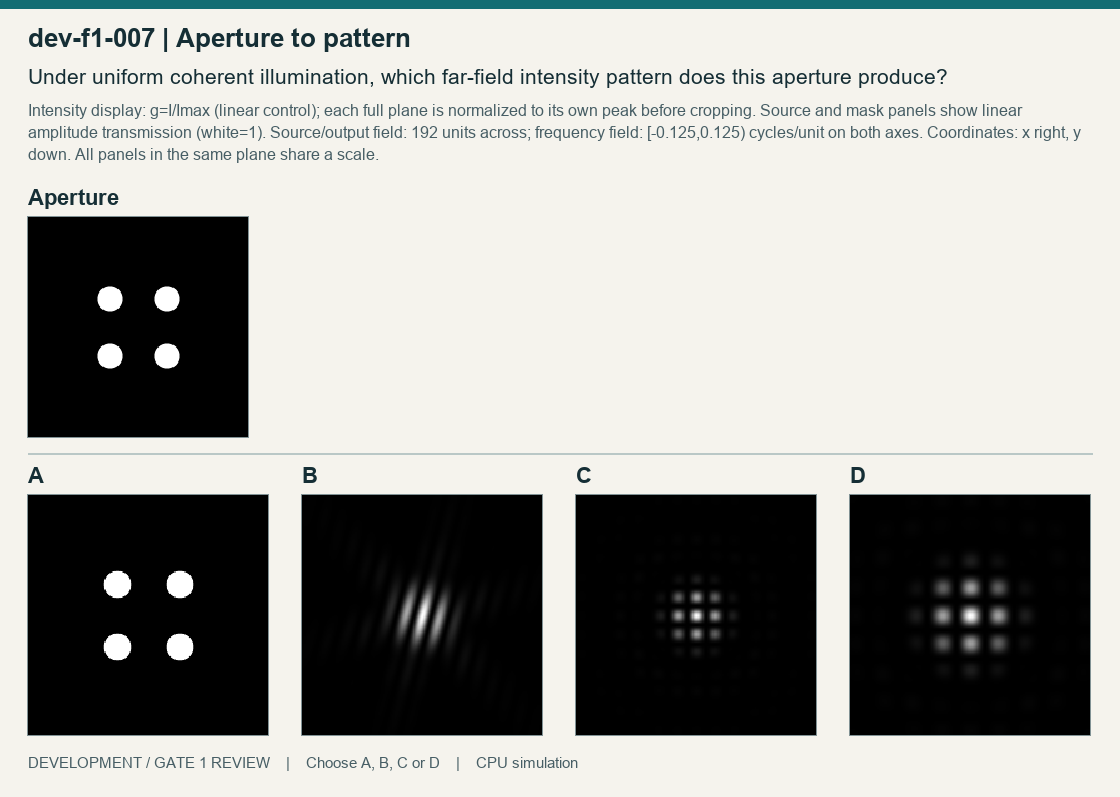 dev-f1-007 | Aperture to pattern
Under uniform coherent illumination, which far-field intensity pattern does this aperture produce?
Intensity display: g=I/Imax (linear control); each full plane is normalized to its own peak before cropping. Source and mask panels show linear
amplitude transmission (white=1). Source/output field: 192 units across; frequency field: [-0.125,0.125) cycles/unit on both axes. Coordinates: x right, y
down. All panels in the same plane share a scale.
Aperture
A
B
C
D
DEVELOPMENT / GATE 1 REVIEW | Choose A, B, C or D | CPU simulation